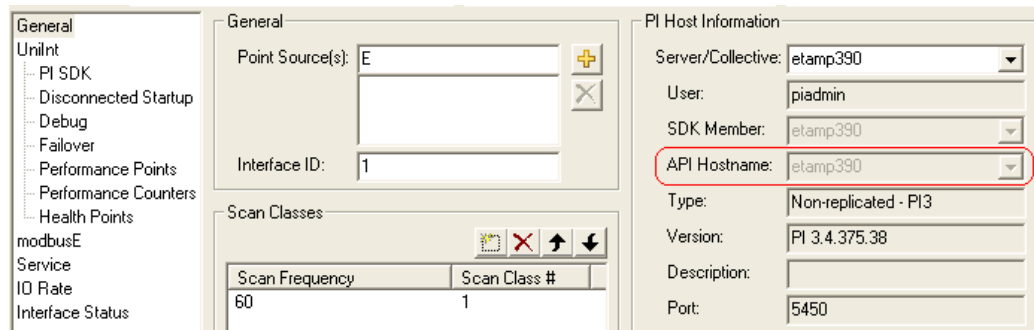 General
UniInt
PI SDK
Disconnected Startup
Debug
Failover
Performance Points
Performance Counters
Health Points
modbusE
Service
IO Rate
Interface Status
General
Point Source(s): E
Interface ID: 1
Scan Classes
Scan Frequency Scan Class #
60 1
PI Host Information
Server/Collective: etamp390
User: piadmin
SDK Member: etamp390
API Hostname: etamp390
Type: Non-replicated - PI3
Version: PI 3.4.375.38
Description:
Port: 5450